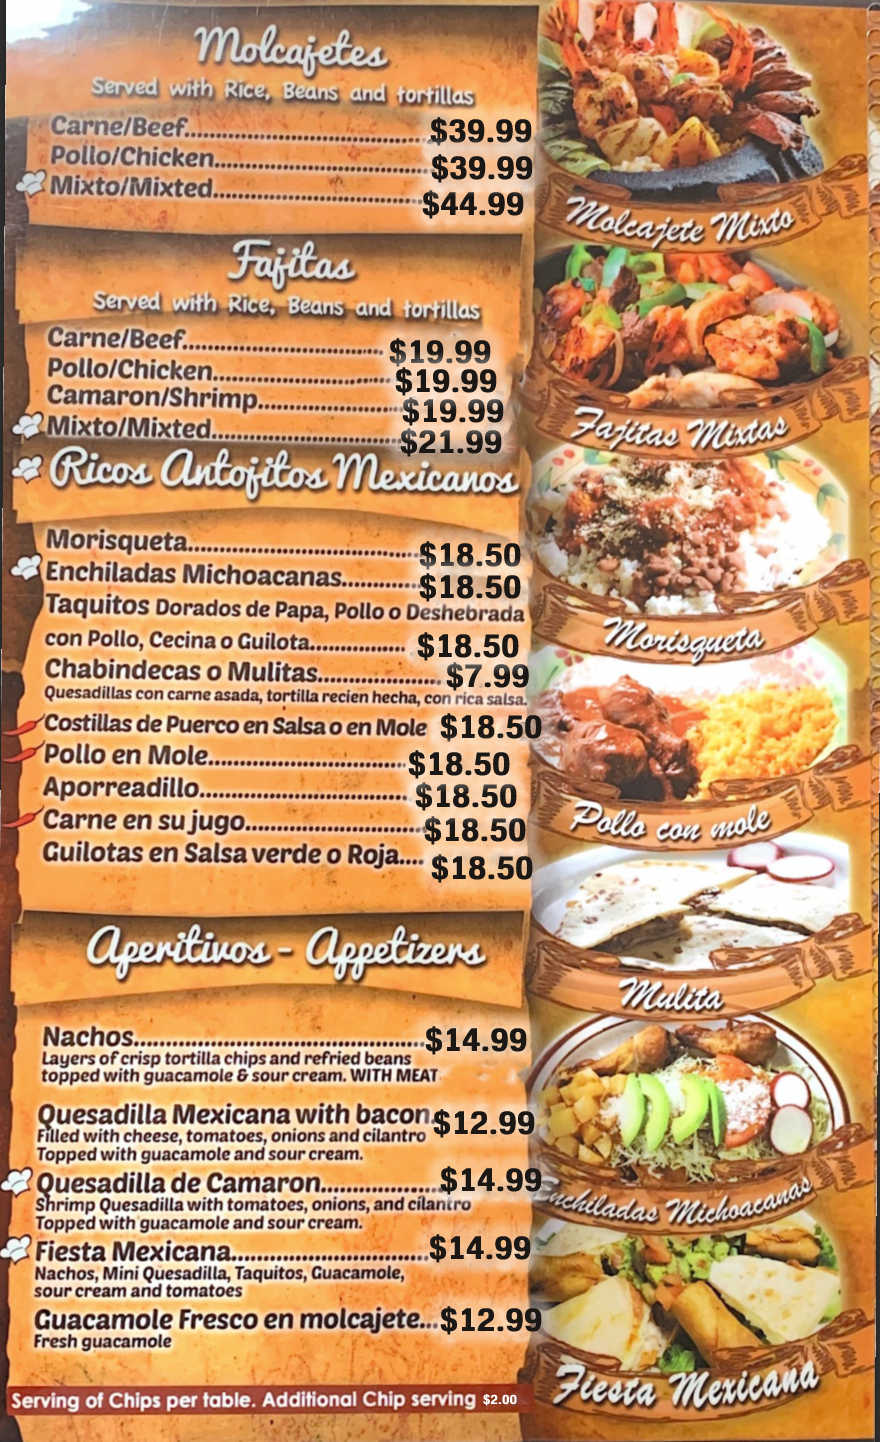 Molcajetes
Served with Rice, Beans and tortillas
Carne/Beef................................$39.99
Pollo/Chicken............................$39.99
Mixto/Mixted............................$44.99
Molcajete Mixto
Fajitas
Served with Rice, Beans and tortillas
Carne/Beef..........................$19.99
Pollo/Chicken.......................$19.99
Camaron/Shrimp...................$19.99
Mixto/Mixted........................$21.99
Fajitas Mixtas
Ricos Antojitos Mexicanos
Morisqueta..............................$18.50
Enchiladas Michoacanas...........$18.50
Taquitos Dorados de Papa, Pollo o Deshebrada
con Pollo, Cecina o Guilota............... $18.50
Chabindecas o Mulitas..................$7.99
Quesadillas con carne asada, tortilla recien hecha, con rica salsa.
Costillas de Puerco en Salsa o en Mole $18.50
Pollo en Mole.........................$18.50
Aporreadillo...........................$18.50
Carne en su jugo.......................$18.50
Guilotas en Salsa verde o Roja.... $18.50
Morisqueta
Pollo con mole
Mulita
Aperitivos - Appetizers
Nachos.....................................$14.99
Layers of crisp tortilla chips and refried beans
topped with guacamole & sour cream. WITH MEAT
Quesadilla Mexicana with bacon.$12.99
Filled with cheese, tomatoes, onions and cilantro
Topped with guacamole and sour cream.
Quesadilla de Camaron...............$14.99
Shrimp Quesadilla with tomatoes, onions, and cilantro
Topped with guacamole and sour cream.
Fiesta Mexicana.........................$14.99
Nachos, Mini Quesadilla, Taquitos, Guacamole,
sour cream and tomatoes
Guacamole Fresco en molcajete...$12.99
Fresh guacamole
Enchiladas Michoacanas
Fiesta Mexicana
Serving of Chips per table. Additional Chip serving $2.00